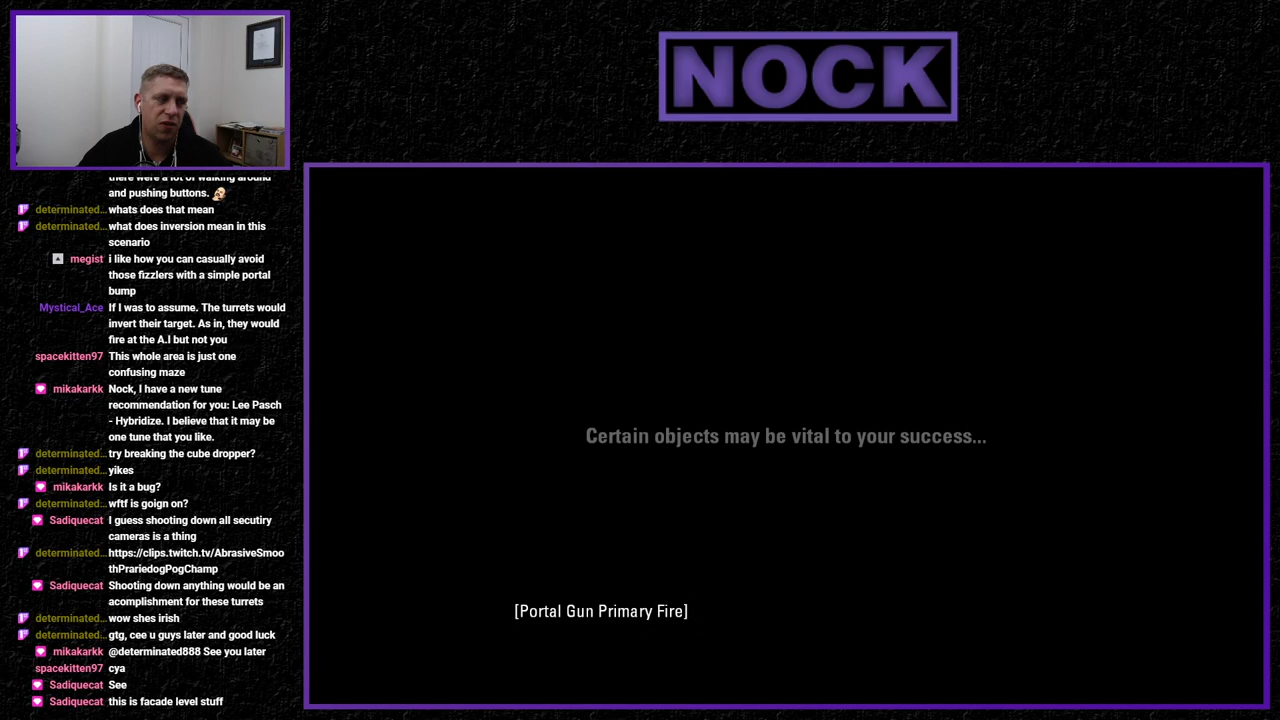 NOCK
there were a lot of walking around
and pushing buttons.
determinated... whats does that mean
determinated... what does inversion mean in this
scenario
megist i like how you can casually avoid
those fizzlers with a simple portal
bump
Mystical_Ace If I was to assume. The turrets would
invert their target. As in, they would
fire at the A.I but not you
spacekitten97 This whole area is just one
confusing maze
mikakarkk Nock, I have a new tune
recommendation for you: Lee Pasch
- Hybridize. I believe that it may be
one tune that you like.
determinated... try breaking the cube dropper?
determinated... yikes
mikakarkk Is it a bug?
determinated... wftf is goign on?
Sadiquecat I guess shooting down all secutiry
cameras is a thing
determinated... https://clips.twitch.tv/AbrasiveSmoo
thPrariedogPogChamp
Sadiquecat Shooting down anything would be an
acomplishment for these turrets
determinated... wow shes irish
determinated... gtg, cee u guys later and good luck
mikakarkk @determinated888 See you later
spacekitten97 cya
Sadiquecat See
Sadiquecat this is facade level stuff
Certain objects may be vital to your success...
[Portal Gun Primary Fire]